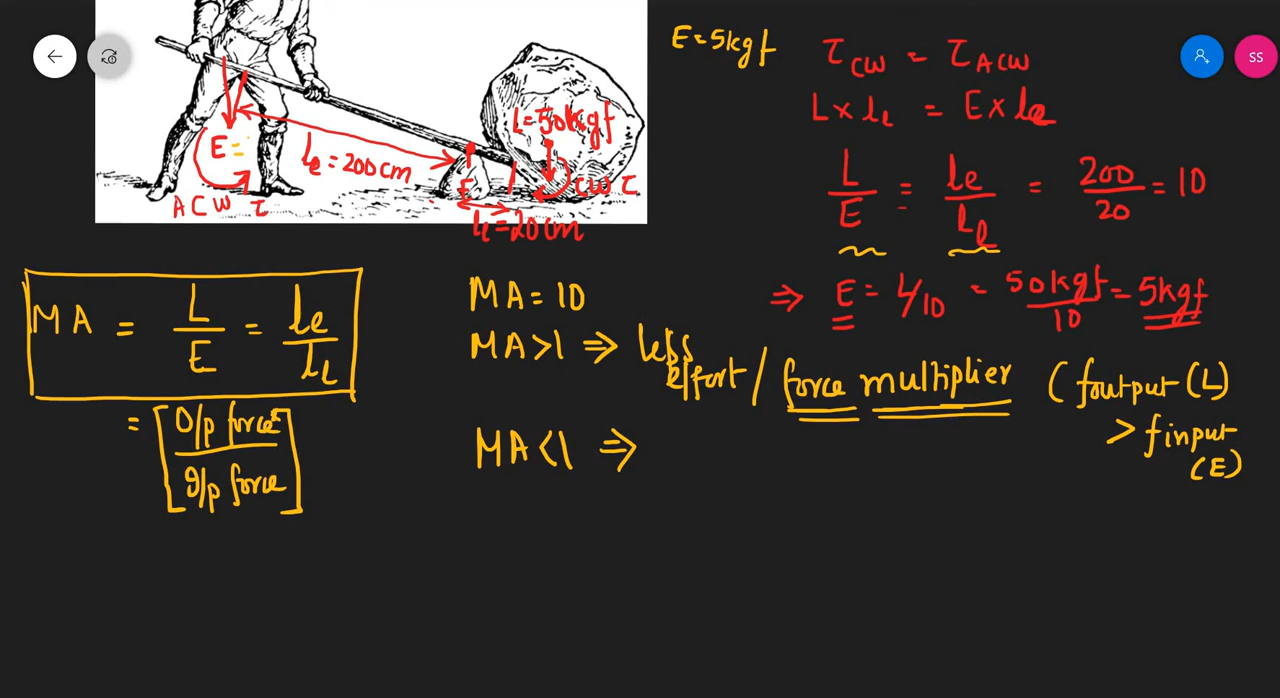 SS
E=5kgf
τCW = τACW
L × lL = E × le
L/E = le/Ll = 200/20 = 10
⇒ E = L/10 = 50kgf/10 = 5kgf
L=50kgf
E =
le = 200cm
F
CW τ
ACW τ
lL=20cm
MA = L/E = le/lL
= [O/p force/I/p force]
MA = 10
MA>1 ⇒ less effort / force multiplier (foutput (L) > finput (E)
MA<1 ⇒